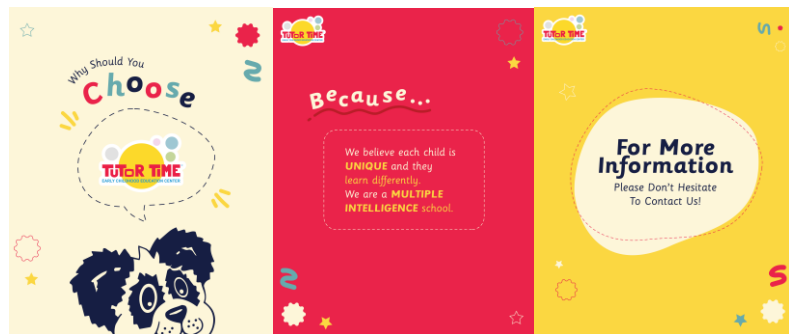 Why Should You
Choose
TUTOR TIME
EARLY CHILDHOOD EDUCATION CENTER
TUTOR TIME
Because...
We believe each child is
UNIQUE and they
learn differently.
We are a MULTIPLE
INTELLIGENCE school.
TUTOR TIME
For More
Information
Please Don't Hesitate
To Contact Us!